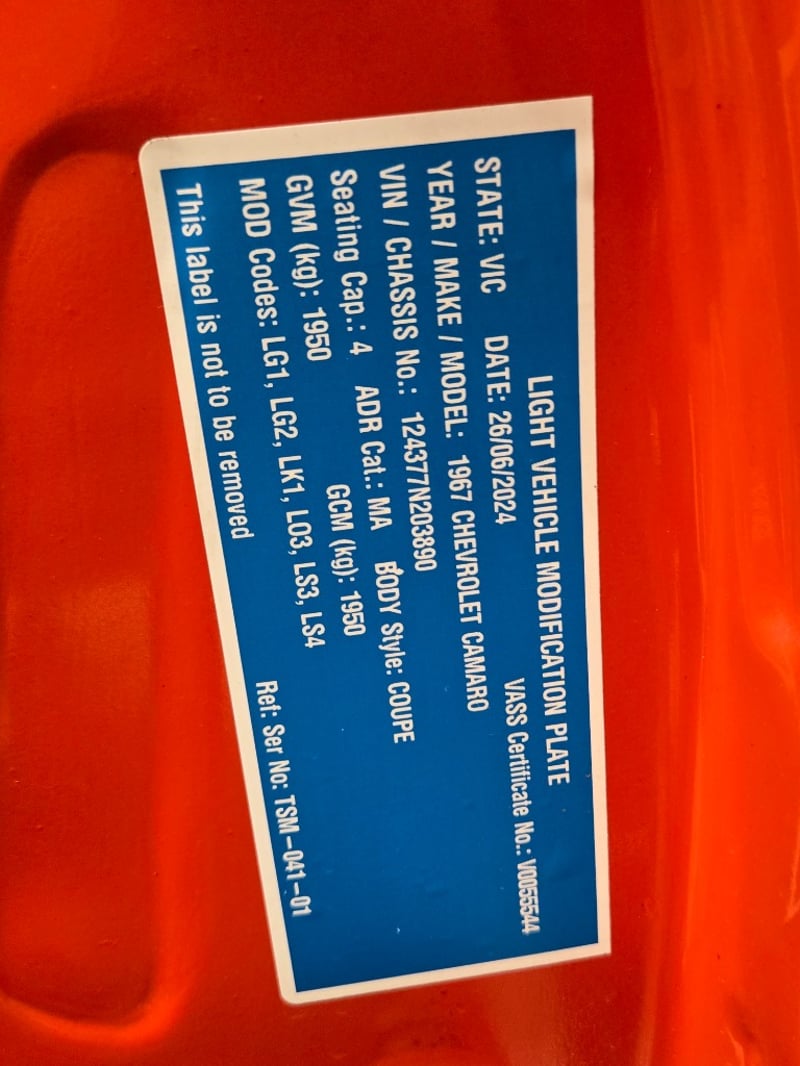 LIGHT VEHICLE MODIFICATION PLATE
STATE: VIC DATE: 26/06/2024 VASS Certificate No.: V0055544
YEAR / MAKE / MODEL: 1967 CHEVROLET CAMARO
VIN / CHASSIS No.: 124377N203890
Seating Cap.: 4 ADR Cat.: MA BODY Style: COUPE
GVM (kg): 1950 GCM (kg): 1950
MOD Codes: LG1, LG2, LK1, LO3, LS3, LS4
This label is not to be removed Ref: Ser No: TSM-041-01